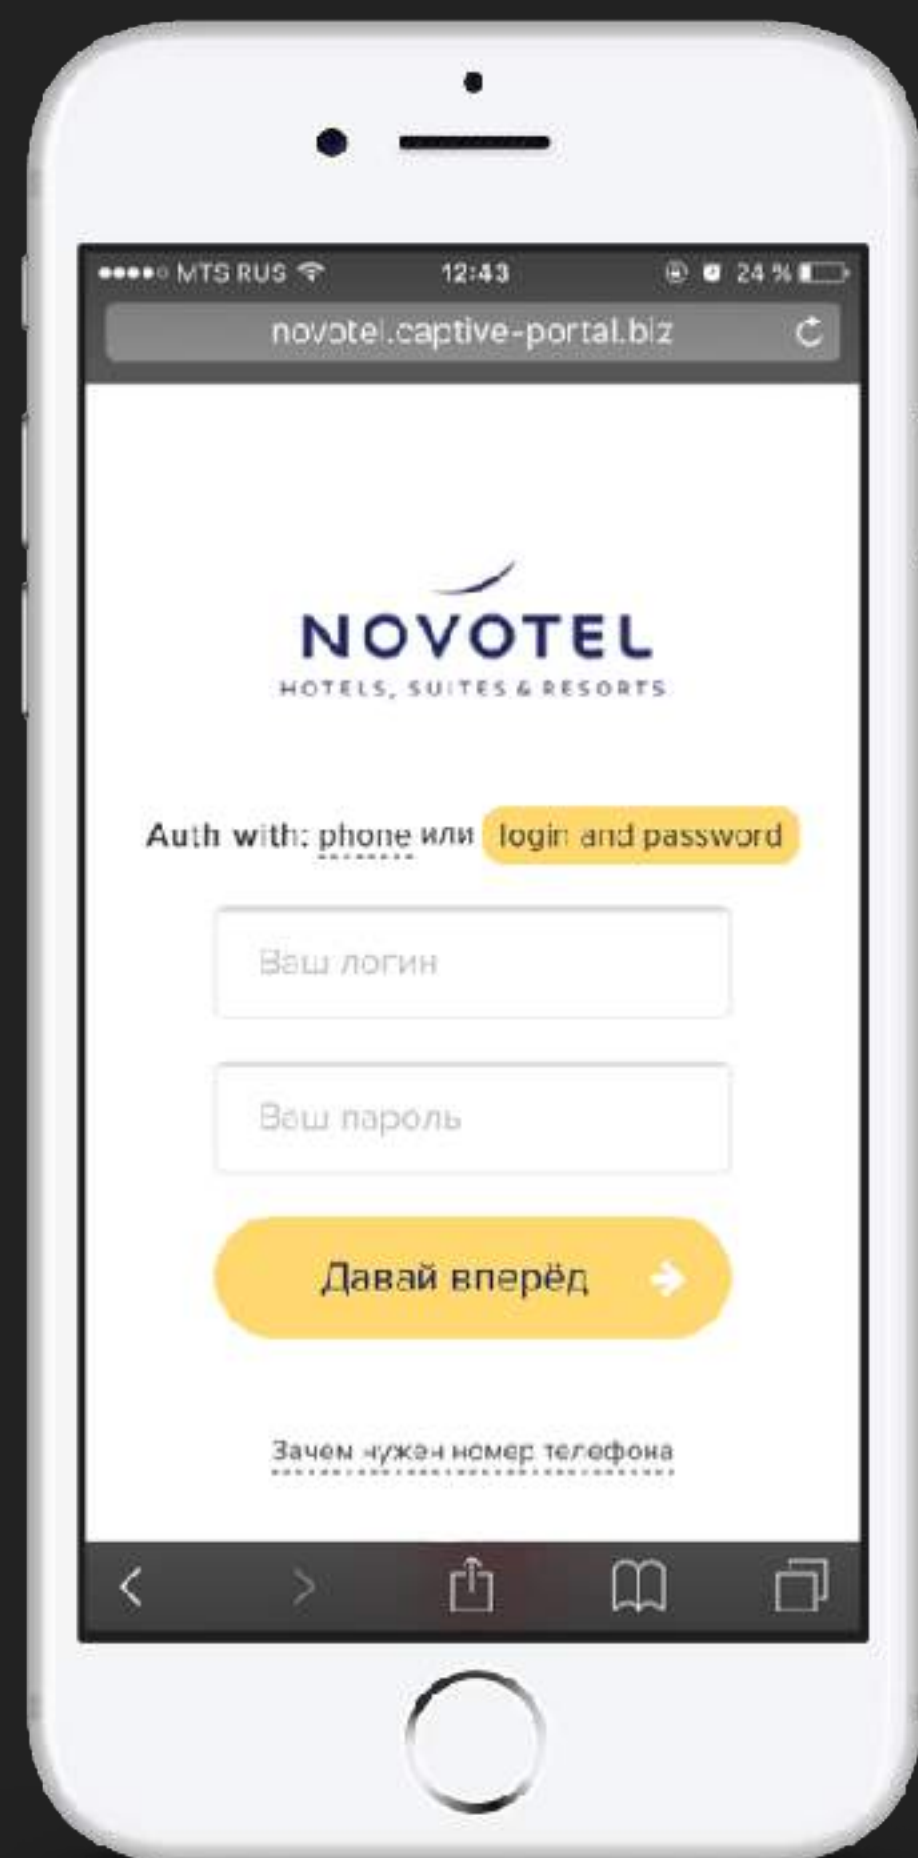 MTS RUS 12:43 24 %
novotel.captive-portal.biz
NOVOTEL
HOTELS, SUITES & RESORTS
Auth with: phone или login and password
Ваш логин
Ваш пароль
Давай вперёд
Зачем нужен номер телефона